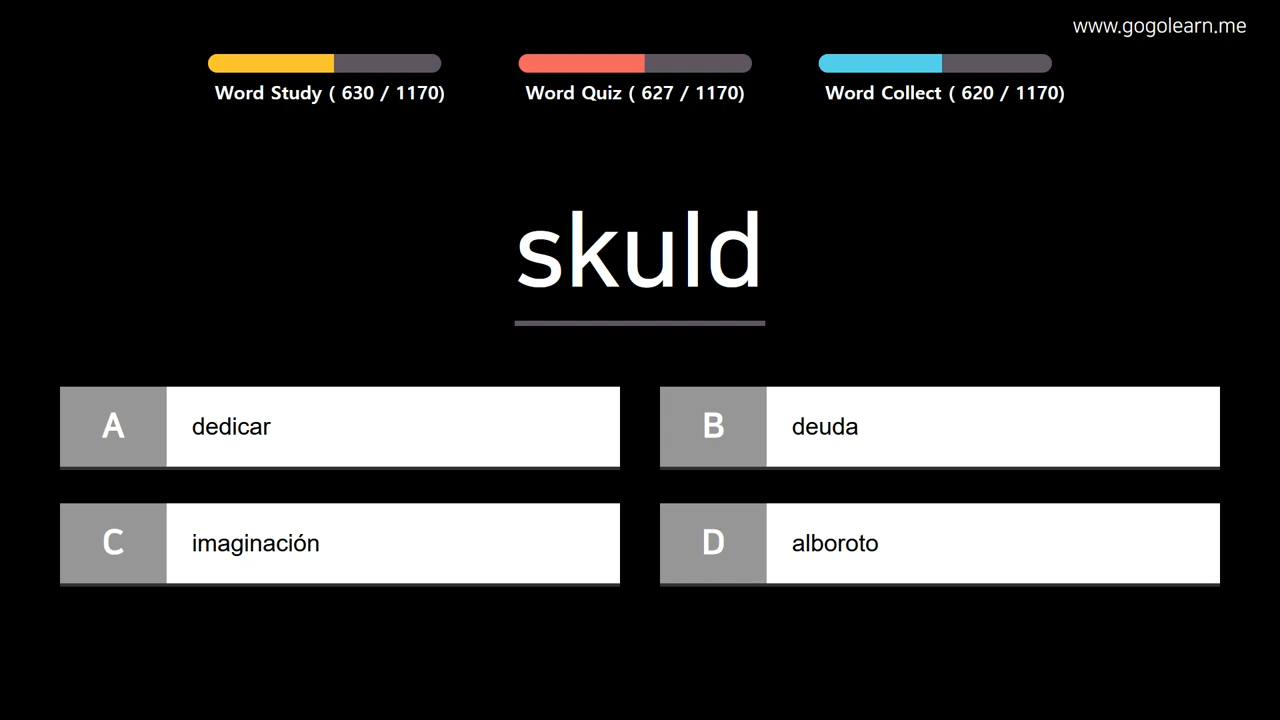 www.gogolearn.me
Word Study ( 630 / 1170)
Word Quiz ( 627 / 1170)
Word Collect ( 620 / 1170)
skuld
A dedicar
B deuda
C imaginación
D alboroto